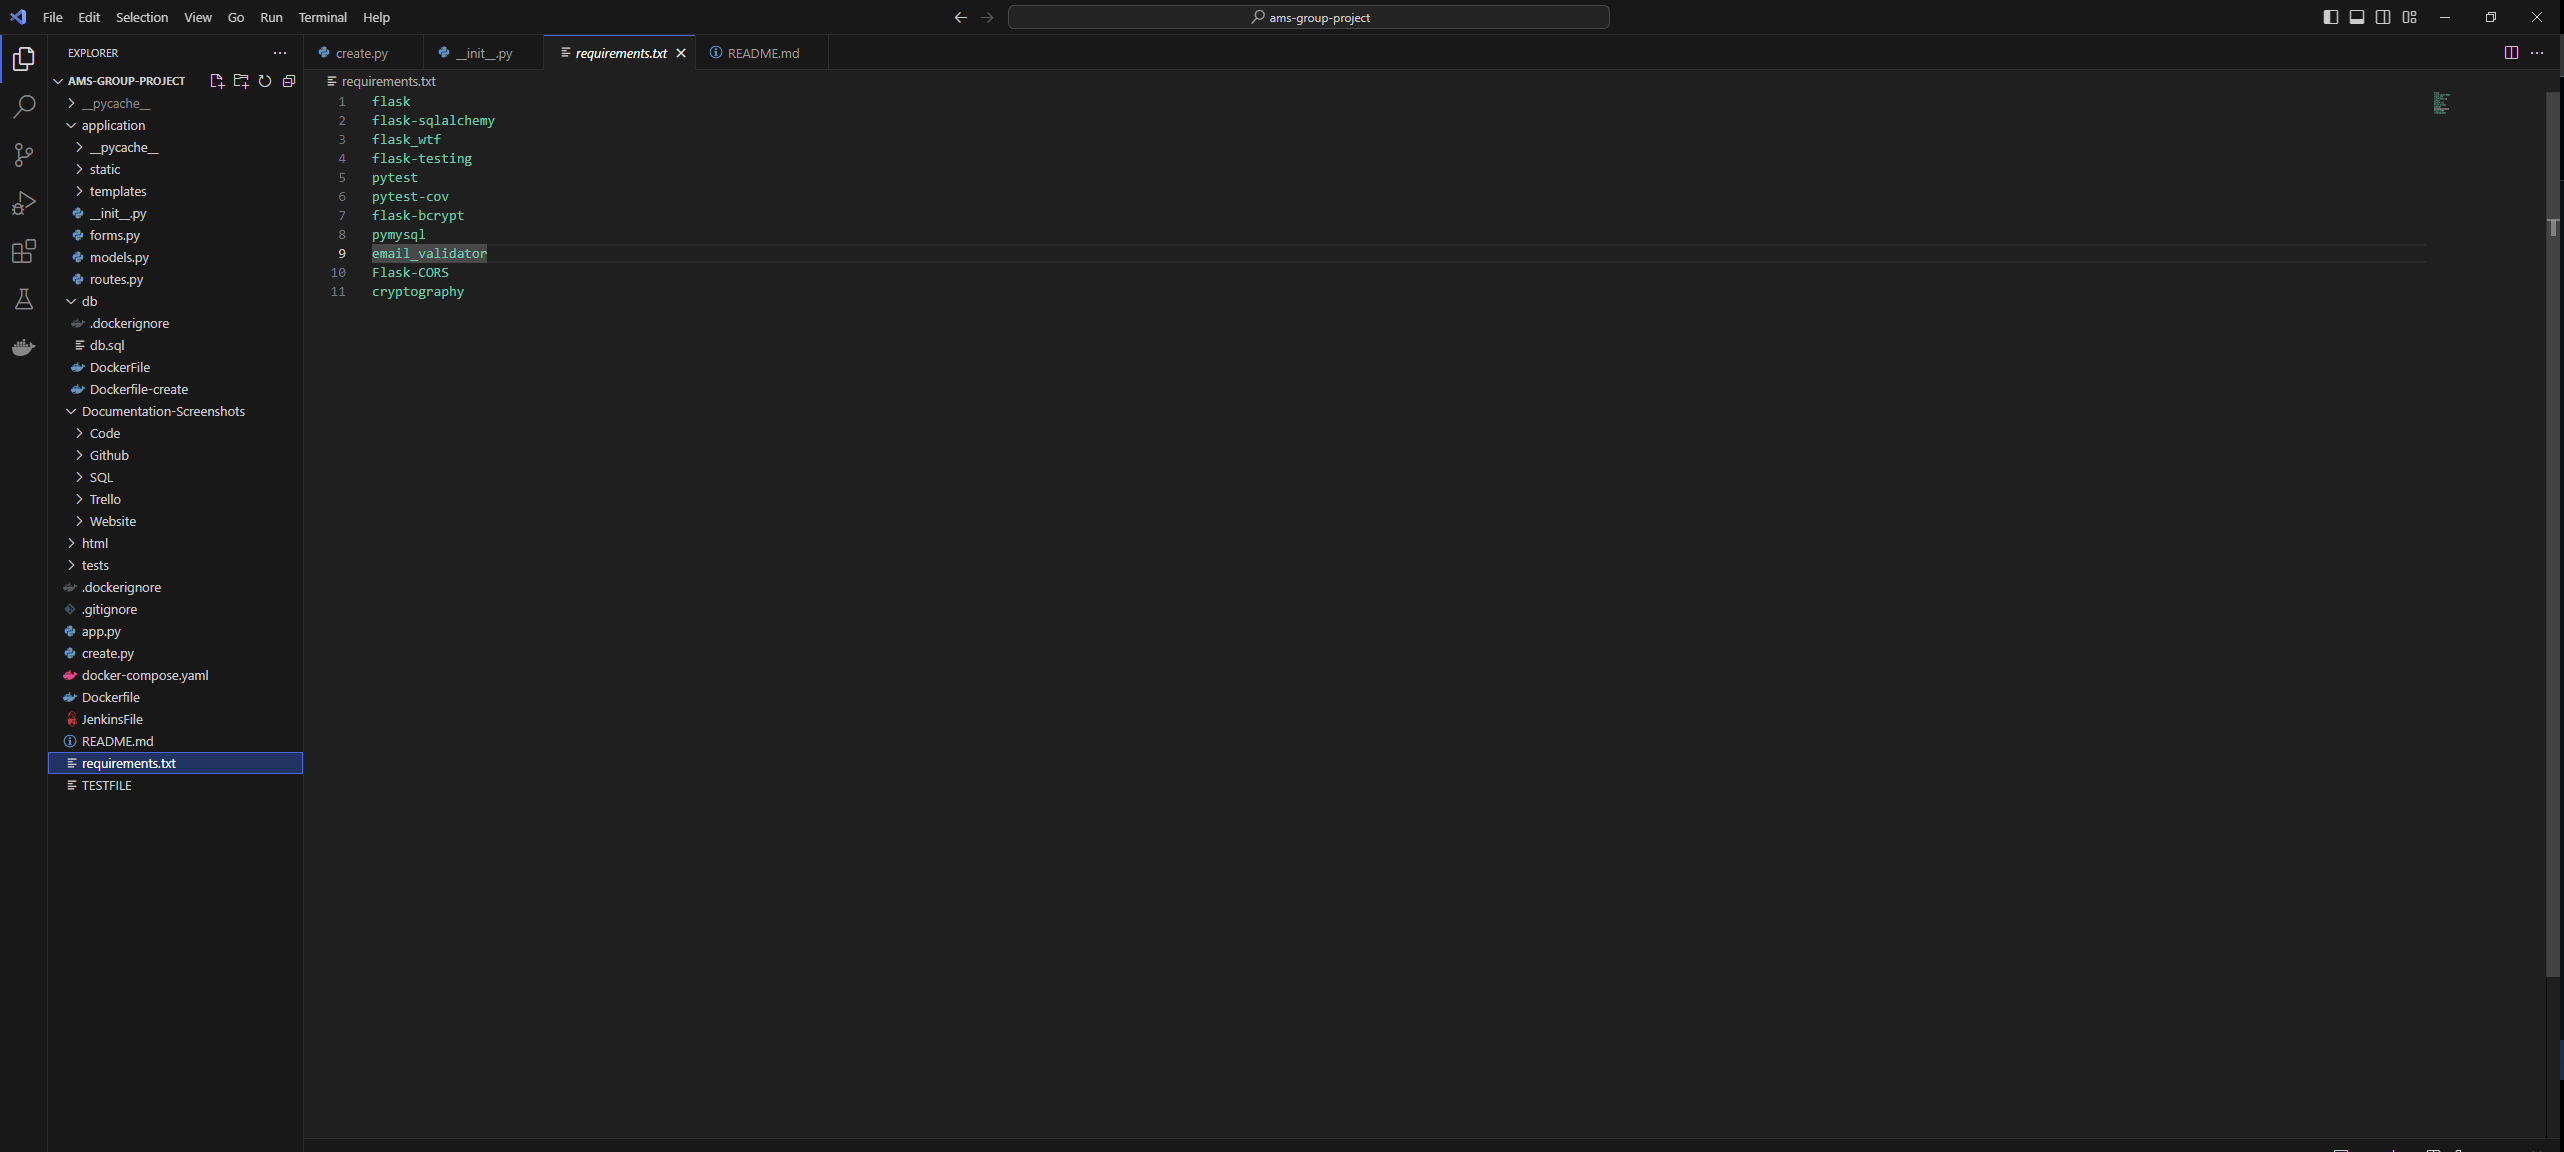 File Edit Selection View Go Run Terminal Help
ams-group-project
EXPLORER
AMS-GROUP-PROJECT
__pycache__
application
__pycache__
static
templates
__init__.py
forms.py
models.py
routes.py
db
.dockerignore
db.sql
DockerFile
Dockerfile-create
Documentation-Screenshots
Code
Github
SQL
Trello
Website
html
tests
.dockerignore
.gitignore
app.py
create.py
docker-compose.yaml
Dockerfile
JenkinsFile
README.md
requirements.txt
TESTFILE
create.py __init__.py requirements.txt README.md
requirements.txt
1 flask
2 flask-sqlalchemy
3 flask_wtf
4 flask-testing
5 pytest
6 pytest-cov
7 flask-bcrypt
8 pymysql
9 email_validator
10 Flask-CORS
11 cryptography